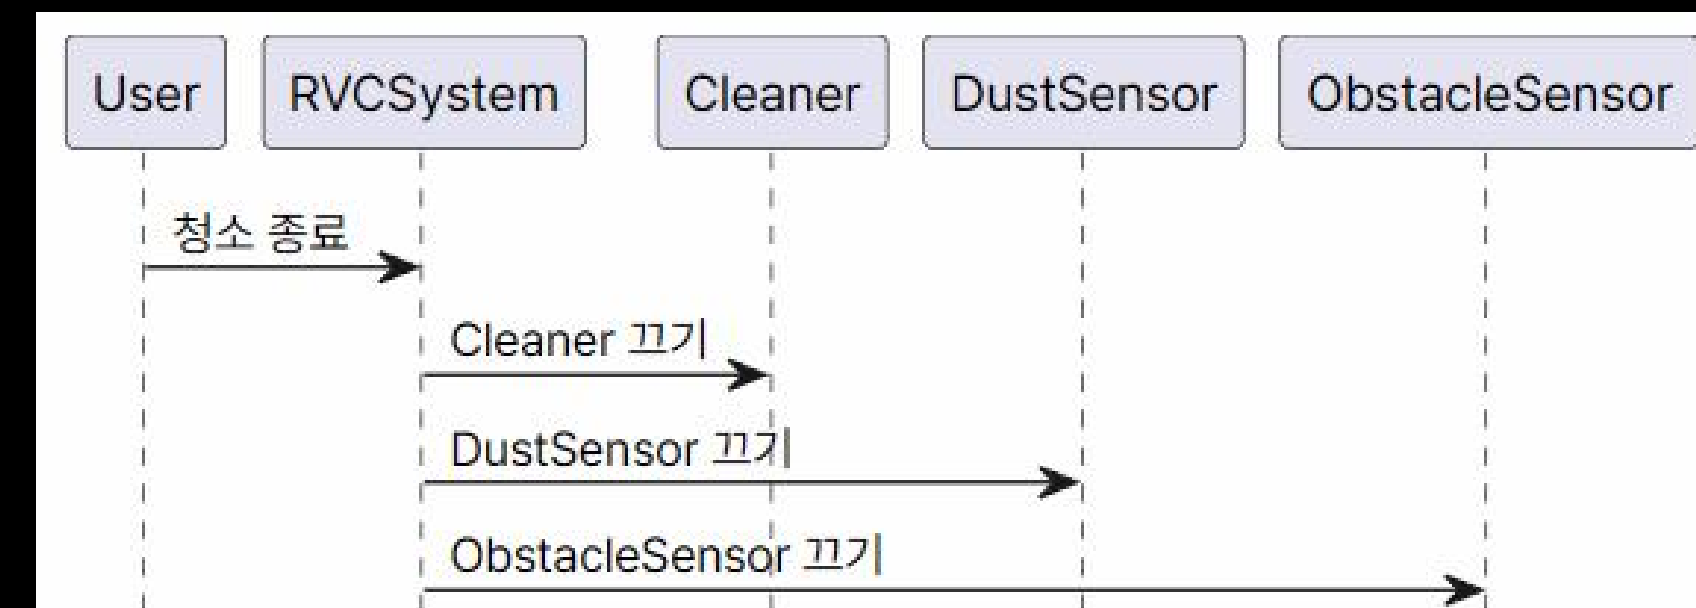 User RVCSystem Cleaner DustSensor ObstacleSensor
청소 종료
Cleaner 끄기
DustSensor 끄기
ObstacleSensor 끄기